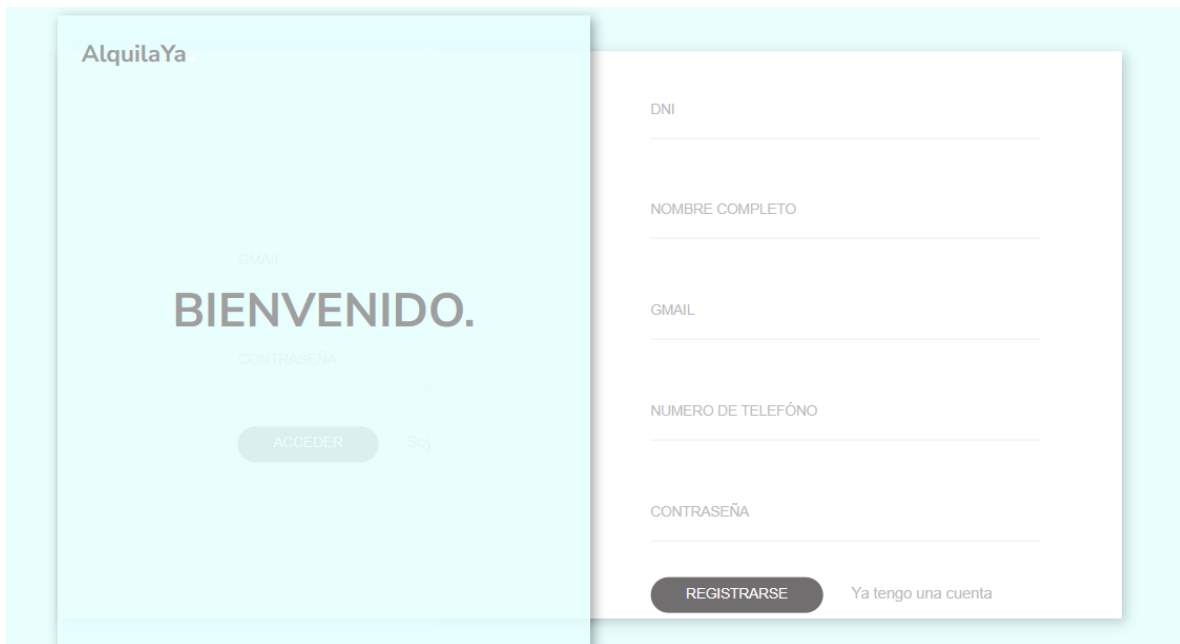 AlquilaYa.
GMAIL
BIENVENIDO.
CONTRASEÑA
ACCEDER
DNI
NOMBRE COMPLETO
GMAIL
NUMERO DE TELEFÓNO
CONTRASEÑA
REGISTRARSE Ya tengo una cuenta